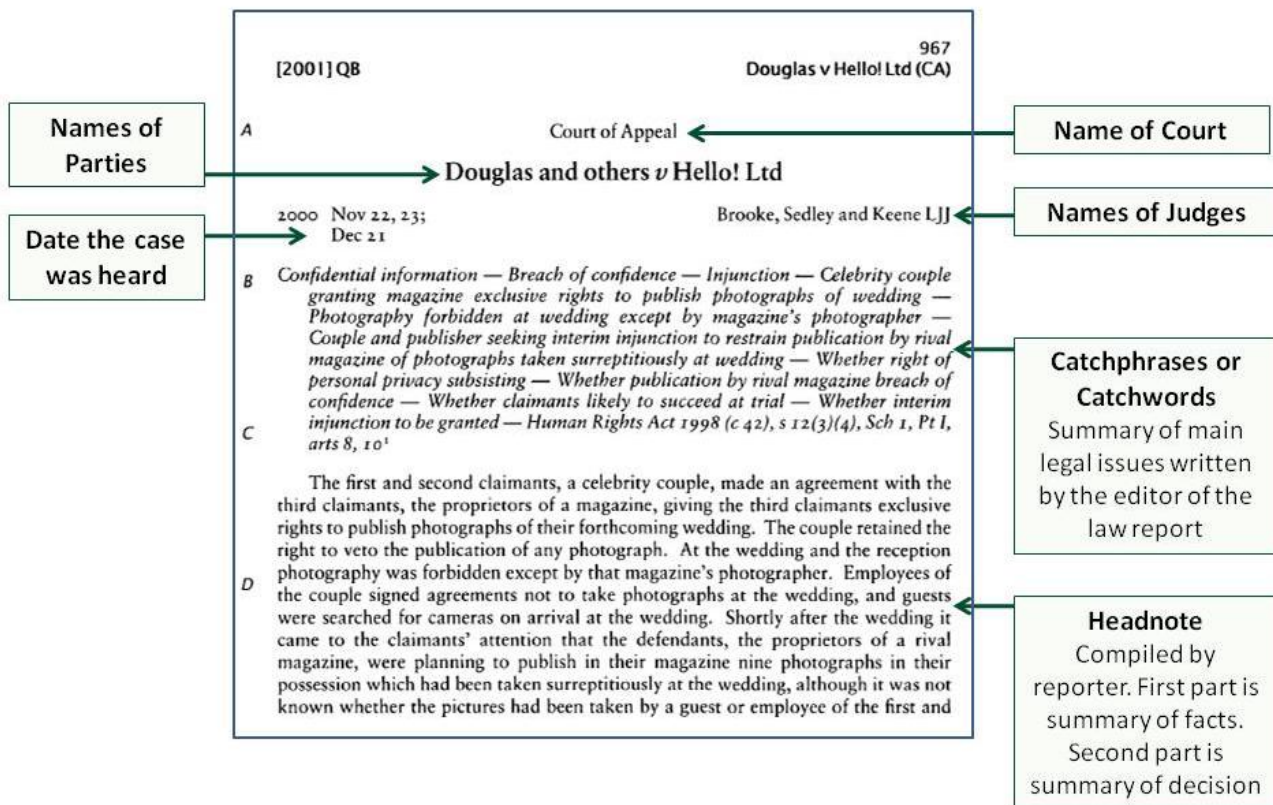 967
[2001] QB Douglas v Hello! Ltd (CA)
Names of
Parties
A
Court of Appeal
Name of Court
Douglas and others v Hello! Ltd
2000 Nov 22, 23;
Dec 21
Brooke, Sedley and Keene LJJ
Names of Judges
Date the case
was heard
B
Confidential information — Breach of confidence — Injunction — Celebrity couple
granting magazine exclusive rights to publish photographs of wedding —
Photography forbidden at wedding except by magazine's photographer —
Couple and publisher seeking interim injunction to restrain publication by rival
magazine of photographs taken surreptitiously at wedding — Whether right of
personal privacy subsisting — Whether publication by rival magazine breach of
confidence — Whether claimants likely to succeed at trial — Whether interim
injunction to be granted — Human Rights Act 1998 (c 42), s 12(3)(4), Sch 1, Pt I,
arts 8, 10¹
C
Catchphrases or
Catchwords
Summary of main
legal issues written
by the editor of the
law report
The first and second claimants, a celebrity couple, made an agreement with the
third claimants, the proprietors of a magazine, giving the third claimants exclusive
rights to publish photographs of their forthcoming wedding. The couple retained the
right to veto the publication of any photograph. At the wedding and the reception
photography was forbidden except by that magazine's photographer. Employees of
D
the couple signed agreements not to take photographs at the wedding, and guests
were searched for cameras on arrival at the wedding. Shortly after the wedding it
came to the claimants' attention that the defendants, the proprietors of a rival
magazine, were planning to publish in their magazine nine photographs in their
possession which had been taken surreptitiously at the wedding, although it was not
known whether the pictures had been taken by a guest or employee of the first and
Headnote
Compiled by
reporter. First part is
summary of facts.
Second part is
summary of decision